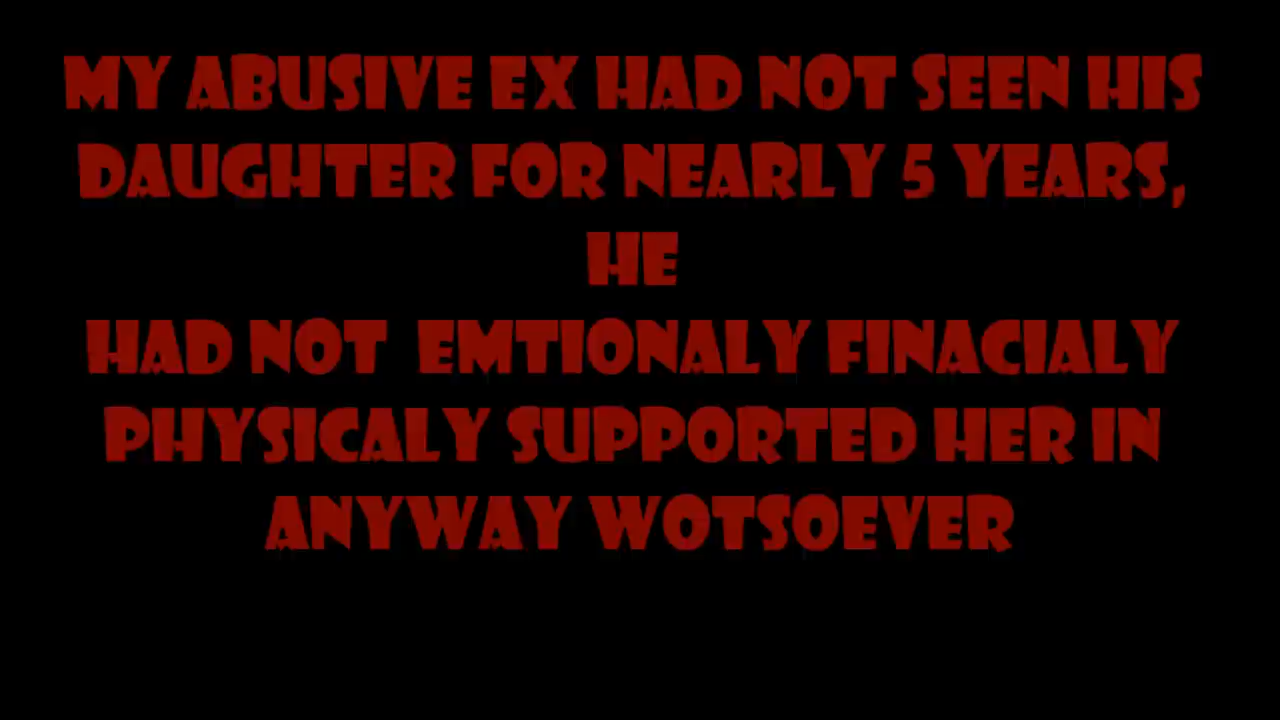 MY ABUSIVE EX HAD NOT SEEN HIS
DAUGHTER FOR NEARLY 5 YEARS,
HE
HAD NOT EMTIONALY FINACIALY
PHYSICALY SUPPORTED HER IN
ANYWAY WOTSOEVER